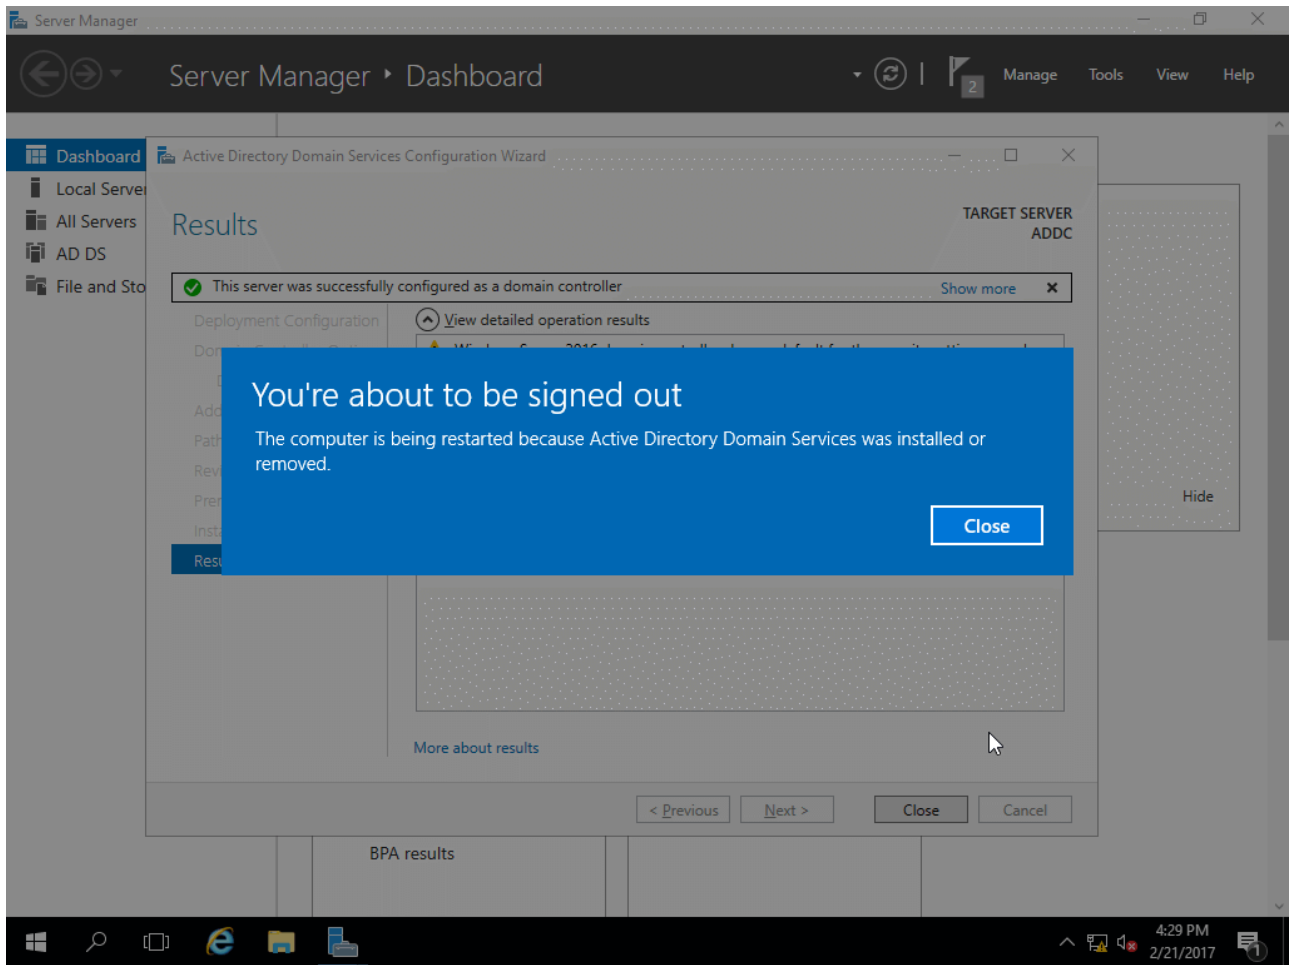 Server Manager
Server Manager ‣ Dashboard
2
Manage
Tools
View
Help
Dashboard
Local Server
All Servers
AD DS
File and Sto
Active Directory Domain Services Configuration Wizard
Results
TARGET SERVER
ADDC
This server was successfully configured as a domain controller
Show more
Deployment Configuration
View detailed operation results
You're about to be signed out
The computer is being restarted because Active Directory Domain Services was installed or
removed.
Close
Hide
More about results
< Previous
Next >
Close
Cancel
BPA results
4:29 PM
2/21/2017
1